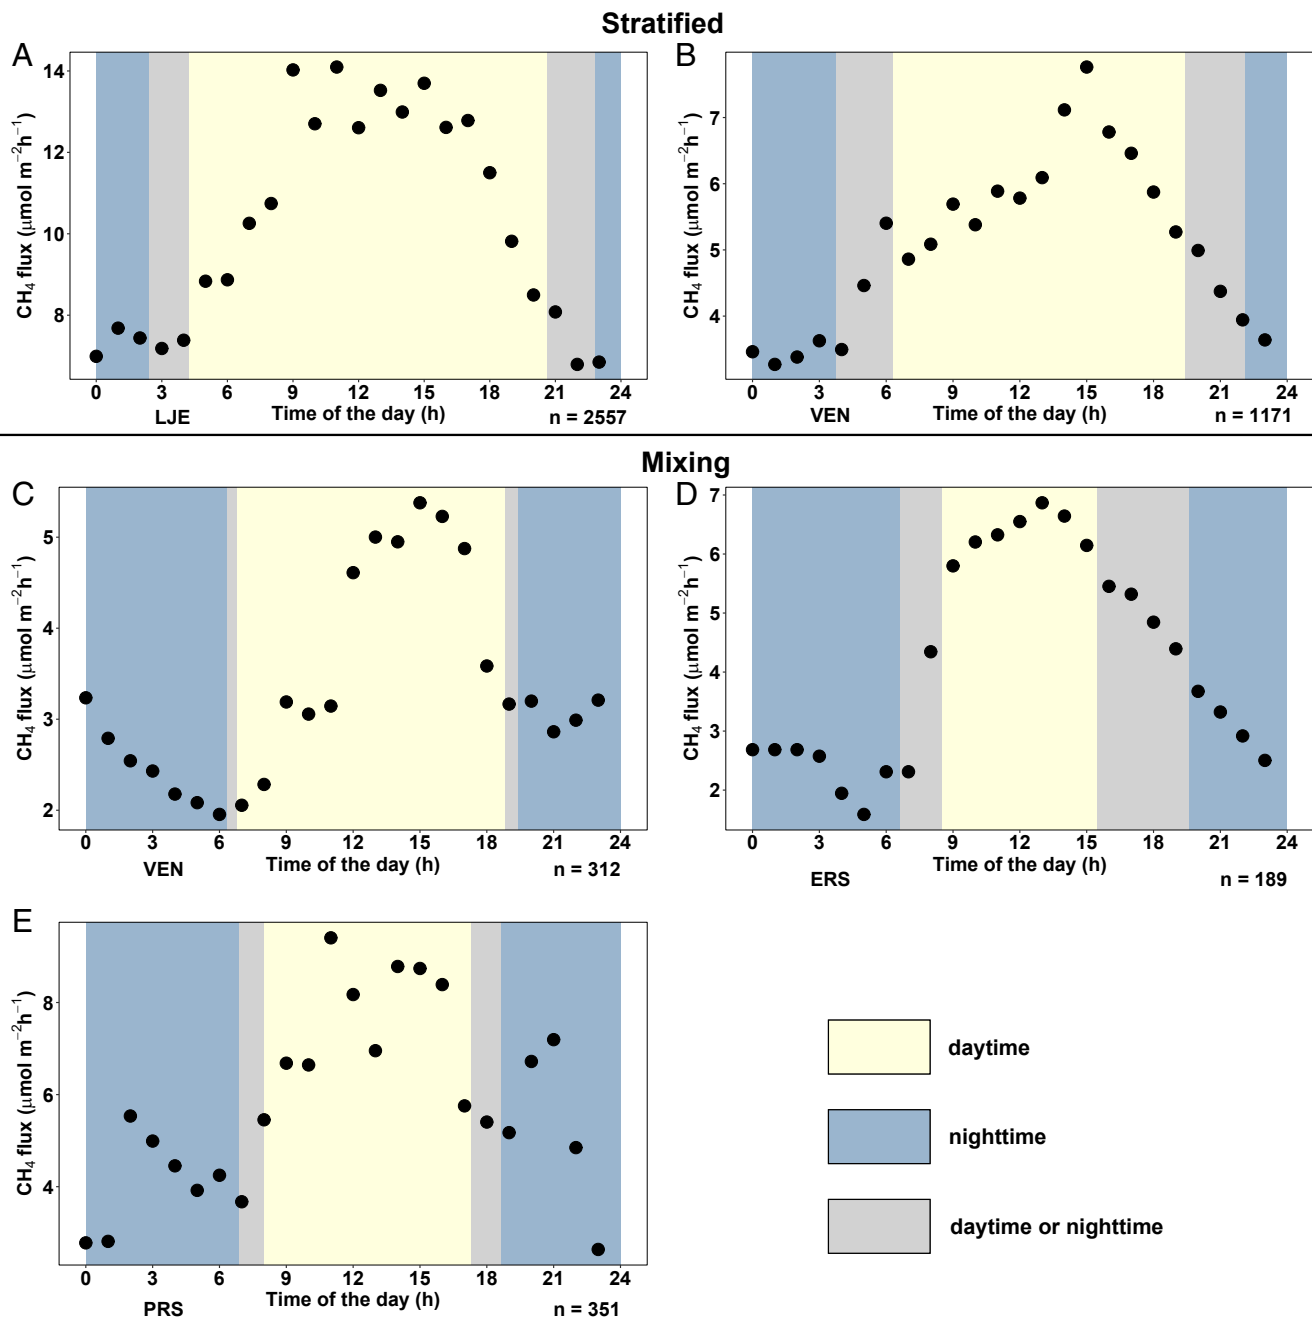 Stratified
A
B
CH₄ flux (μmol m⁻²h⁻¹)
14
12
10
8
0 3 6 9 12 15 18 21 24
LJE Time of the day (h) n = 2557
CH₄ flux (μmol m⁻²h⁻¹)
7
6
5
4
0 3 6 9 12 15 18 21 24
VEN Time of the day (h) n = 1171
Mixing
C
D
CH₄ flux (μmol m⁻²h⁻¹)
5
4
3
2
0 3 6 9 12 15 18 21 24
VEN Time of the day (h) n = 312
CH₄ flux (μmol m⁻²h⁻¹)
7
6
5
4
3
2
0 3 6 9 12 15 18 21 24
Time of the day (h)
ERS n = 189
E
CH₄ flux (μmol m⁻²h⁻¹)
8
6
4
0 3 6 9 12 15 18 21 24
PRS Time of the day (h) n = 351
daytime
nighttime
daytime or nighttime